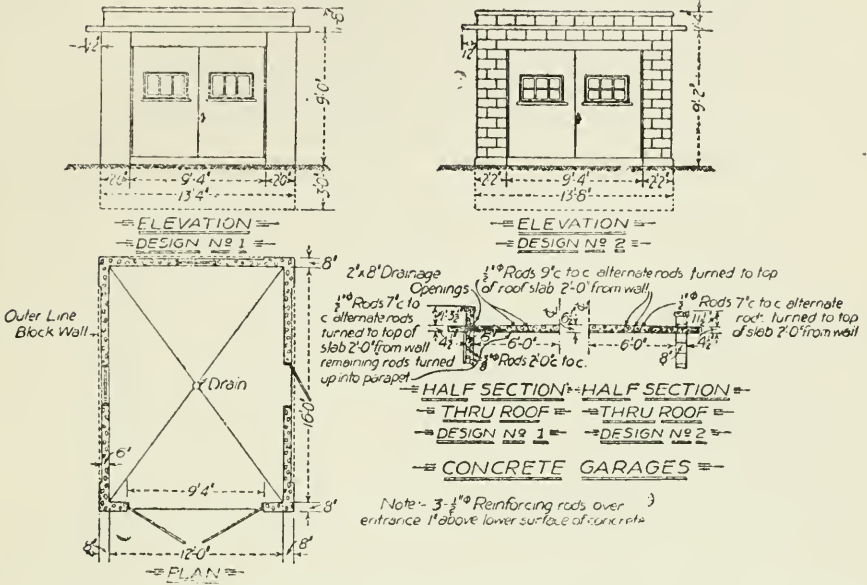 1'-8"
12"
9'-0"
3'-0"
2'0" 9'-4" 2'0"
13'-4"
ELEVATION
DESIGN Nº 1
1'-4"
12"
9'-2"
2'2" 9'-4" 2'2"
13'-8"
ELEVATION
DESIGN Nº 2
Outer Line
Block Wall
8"
Drain
16'-0"
6"
9'-4"
8"
8" 12'-0" 8"
PLAN
2"x 8" Drainage
Openings
½"ᶲ Rods 9"c to c alternate rods turned to top
of roof slab 2'-0" from wall
½"ᶲ Rods 7"c to
c alternate rods
turned to top of
slab 2'-0" from wall
remaining rods turned
up into parapet
4½"
6"
6'-0"
Rods 2'0"c to c.
½"ᶲ Rods 7"c to c alternate
rods turned to top
of slab 2'-0" from wall
6'-0"
8"
4½"
HALF SECTION
THRU ROOF
DESIGN Nº 1
HALF SECTION
THRU ROOF
DESIGN Nº 2
CONCRETE GARAGES
Note:- 3-½"ᶲ Reinforcing rods over
entrance 1" above lower surface of concrete